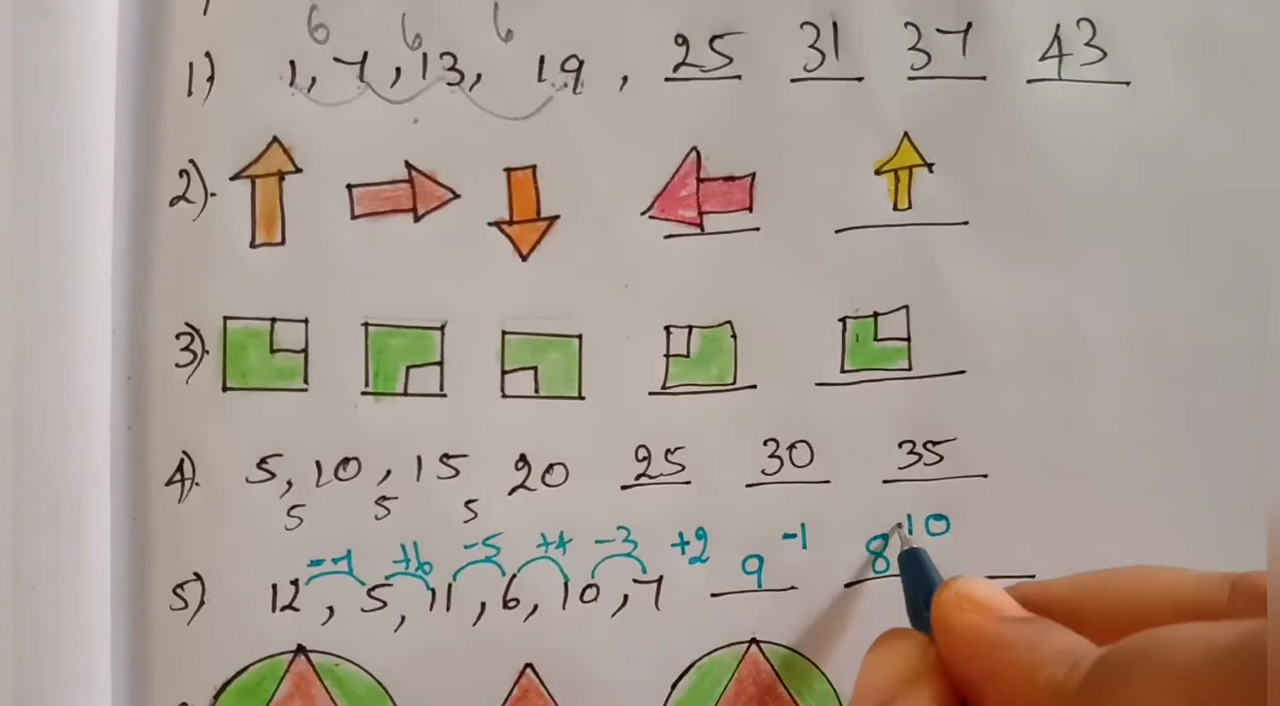 6 6 6
1) 1, 7, 13, 19, 25 31 37 43
2).
3).
4). 5, 10, 15 20 25 30 35
5 5 5
-7 +6 -5 +4 -3 +2 -1 10
5) 12, 5, 11, 6, 10, 7 9 8